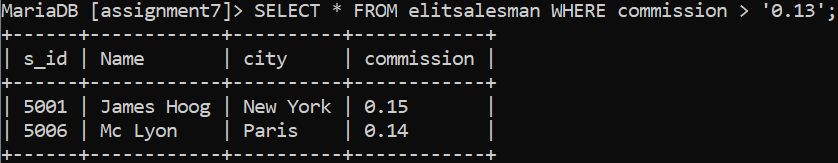 MariaDB [assignment7]> SELECT * FROM elitsalesman WHERE commission > '0.13';
+------+------------+----------+------------+
| s_id | Name       | city     | commission |
+------+------------+----------+------------+
| 5001 | James Hoog | New York | 0.15       |
| 5006 | Mc Lyon    | Paris    | 0.14       |
+------+------------+----------+------------+